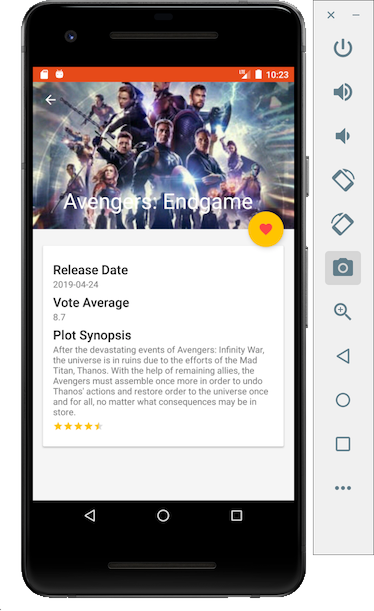 10:23
Avengers: Endgame
Release Date
2019-04-24
Vote Average
8.7
Plot Synopsis
After the devastating events of Avengers: Infinity War,
the universe is in ruins due to the efforts of the Mad
Titan, Thanos. With the help of remaining allies, the
Avengers must assemble once more in order to undo
Thanos' actions and restore order to the universe once
and for all, no matter what consequences may be in
store.